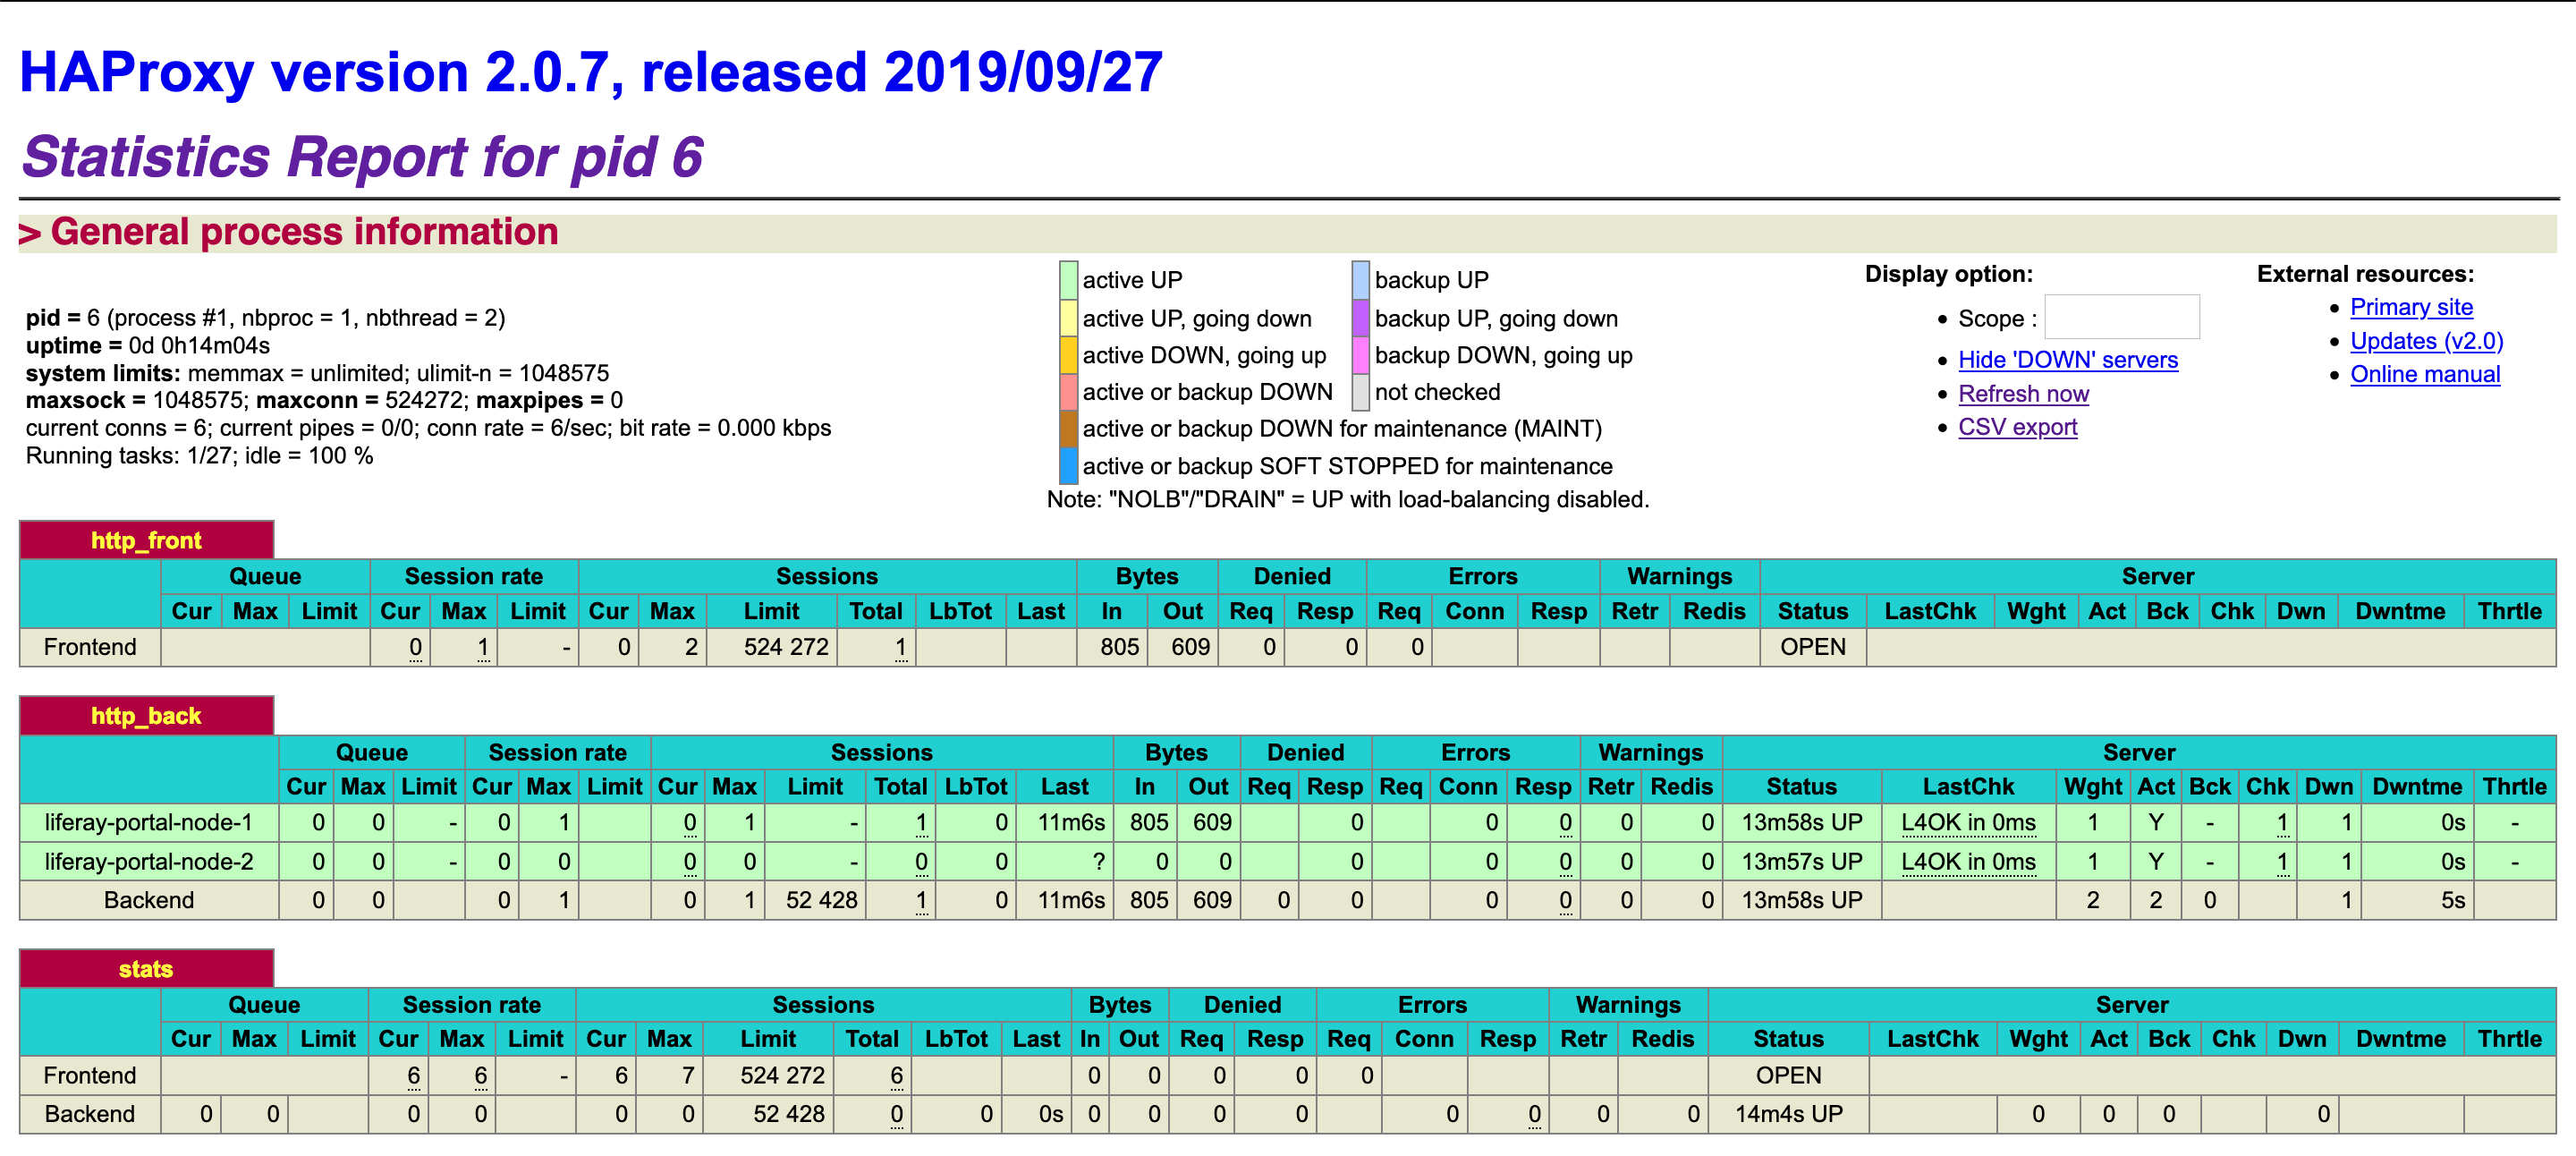 HAProxy version 2.0.7, released 2019/09/27
Statistics Report for pid 6
> General process information
pid = 6 (process #1, nbproc = 1, nbthread = 2)
uptime = 0d 0h14m04s
system limits: memmax = unlimited; ulimit-n = 1048575
maxsock = 1048575; maxconn = 524272; maxpipes = 0
current conns = 6; current pipes = 0/0; conn rate = 6/sec; bit rate = 0.000 kbps
Running tasks: 1/27; idle = 100 %
active UP backup UP
active UP, going down backup UP, going down
active DOWN, going up backup DOWN, going up
active or backup DOWN not checked
active or backup DOWN for maintenance (MAINT)
active or backup SOFT STOPPED for maintenance
Note: "NOLB"/"DRAIN" = UP with load-balancing disabled.
Display option:
• Scope :
• Hide 'DOWN' servers
• Refresh now
• CSV export
External resources:
• Primary site
• Updates (v2.0)
• Online manual
http_front
Queue Session rate Sessions Bytes Denied Errors Warnings Server
Cur Max Limit Cur Max Limit Cur Max Limit Total LbTot Last In Out Req Resp Req Conn Resp Retr Redis Status LastChk Wght Act Bck Chk Dwn Dwntme Thrtle
Frontend 0 1 - 0 2 524 272 1 805 609 0 0 0 OPEN
http_back
Queue Session rate Sessions Bytes Denied Errors Warnings Server
Cur Max Limit Cur Max Limit Cur Max Limit Total LbTot Last In Out Req Resp Req Conn Resp Retr Redis Status LastChk Wght Act Bck Chk Dwn Dwntme Thrtle
liferay-portal-node-1 0 0 - 0 1 0 1 - 1 0 11m6s 805 609 0 0 0 0 0 13m58s UP L4OK in 0ms 1 Y - 1 1 0s -
liferay-portal-node-2 0 0 - 0 0 0 0 - 0 0 ? 0 0 0 0 0 0 0 13m57s UP L4OK in 0ms 1 Y - 1 1 0s -
Backend 0 0 0 1 0 1 52 428 1 0 11m6s 805 609 0 0 0 0 0 0 13m58s UP 2 2 0 1 5s
stats
Queue Session rate Sessions Bytes Denied Errors Warnings Server
Cur Max Limit Cur Max Limit Cur Max Limit Total LbTot Last In Out Req Resp Req Conn Resp Retr Redis Status LastChk Wght Act Bck Chk Dwn Dwntme Thrtle
Frontend 6 6 - 6 7 524 272 6 0 0 0 0 0 OPEN
Backend 0 0 0 0 0 0 52 428 0 0 0s 0 0 0 0 0 0 0 0 14m4s UP 0 0 0 0